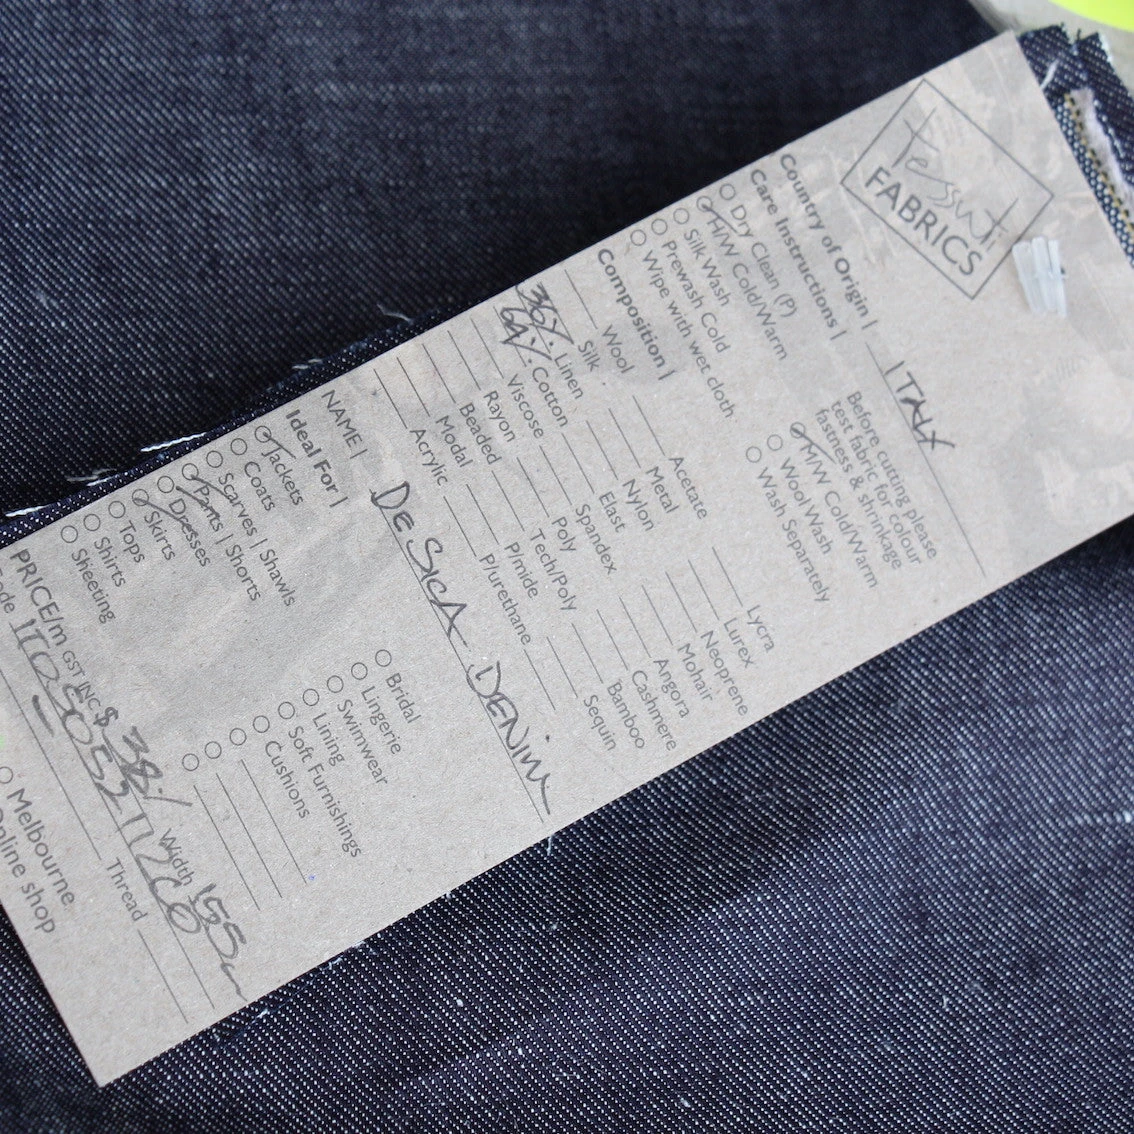 Tessuti
FABRICS
Country of Origin | ITALY
Care Instructions |
Dry Clean (P)
H/W Cold/Warm
Silk Wash
Prewash Cold
Wipe with wet cloth
Before cutting please
test fabric for colour
fastness & shrinkage
M/W Cold/Warm
Wool Wash
Wash Separately
Composition |
Wool
Silk
36% Linen
64% Cotton
Viscose
Rayon
Beaded
Modal
Acrylic
Acetate
Metal
Nylon
Elast
Spandex
Poly
Tech/Poly
P/mide
P/urethane
Lycra
Lurex
Neoprene
Mohair
Angora
Cashmere
Bamboo
Sequin
NAME | DE SICA DENIM
Ideal For |
Jackets
Coats
Scarves | Shawls
Pants | Shorts
Dresses
Skirts
Tops
Shirts
Sheeting
Bridal
Lingerie
Swimwear
Lining
Soft Furnishings
Cushions
PRICE/m GST INC $ 38./ Width 155
Thread
Melbourne
Online shop